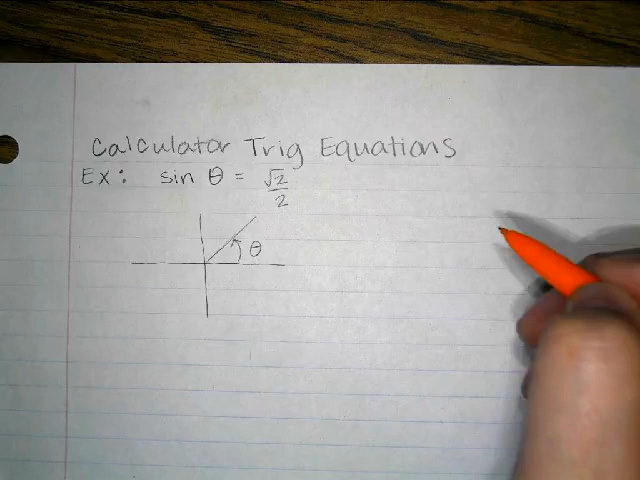 Calculator Trig Equations
Ex: sin θ = √2/2
θ